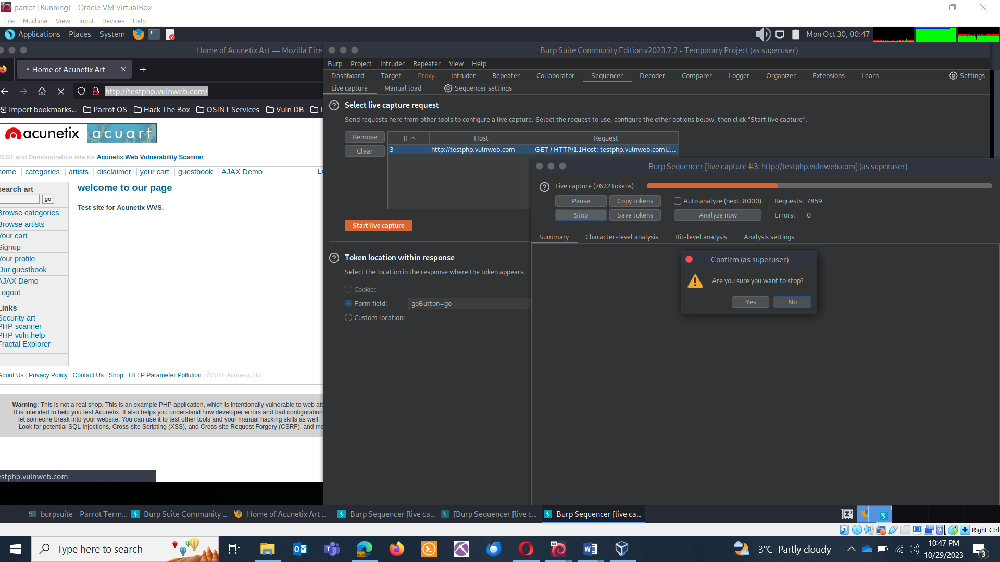 parrot [Running] - Oracle VM VirtualBox
File Machine View Input Devices Help
Applications Places System
Mon Oct 30, 00:47
Home of Acunetix Art — Mozilla Fire
Home of Acunetix Art
http://testphp.vulnweb.com/
Import bookmarks... Parrot OS Hack The Box OSINT Services Vuln DB
acunetix acuart
TEST and Demonstration site for Acunetix Web Vulnerability Scanner
home | categories | artists | disclaimer | your cart | guestbook | AJAX Demo
search art
go
Browse categories
Browse artists
Your cart
Signup
Your profile
Our guestbook
AJAX Demo
Logout
Links
Security art
PHP scanner
PHP vuln help
Fractal Explorer
welcome to our page
Test site for Acunetix WVS.
About Us | Privacy Policy | Contact Us | Shop | HTTP Parameter Pollution | ©2019 Acunetix Ltd
Warning: This is not a real shop. This is an example PHP application, which is intentionally vulnerable to web att
It is intended to help you test Acunetix. It also helps you understand how developer errors and bad configuration
let someone break into your website. You can use it to test other tools and your manual hacking skills as well. T
Look for potential SQL Injections, Cross-site Scripting (XSS), and Cross-site Request Forgery (CSRF), and mo
estphp.vulnweb.com
Burp Suite Community Edition v2023.7.2 - Temporary Project (as superuser)
Burp Project Intruder Repeater View Help
Dashboard Target Proxy Intruder Repeater Collaborator Sequencer Decoder Comparer Logger Organizer Extensions Learn Settings
Live capture Manual load Sequencer settings
Select live capture request
Send requests here from other tools to configure a live capture. Select the request to use, configure the other options below, then click "Start live capture".
Remove
Clear
# Host Request
3 http://testphp.vulnweb.com GET / HTTP/1.1Host: testphp.vulnweb.comU...
Start live capture
Token location within response
Select the location in the response where the token appears.
Cookie:
Form field: goButton=go
Custom location:
Burp Sequencer [live capture #3: http://testphp.vulnweb.com] (as superuser)
Live capture (7622 tokens)
Pause Copy tokens Auto analyze (next: 8000) Requests: 7859
Stop Save tokens Analyze now Errors: 0
Summary Character-level analysis Bit-level analysis Analysis settings
Confirm (as superuser)
Are you sure you want to stop?
Yes No
burpsuite - Parrot Term... Burp Suite Community ... Home of Acunetix Art ... Burp Sequencer [live ca... [Burp Sequencer [live c... Burp Sequencer [live ca...
Right Ctrl
Type here to search
-3°C Partly cloudy
10:47 PM
10/29/2023
3